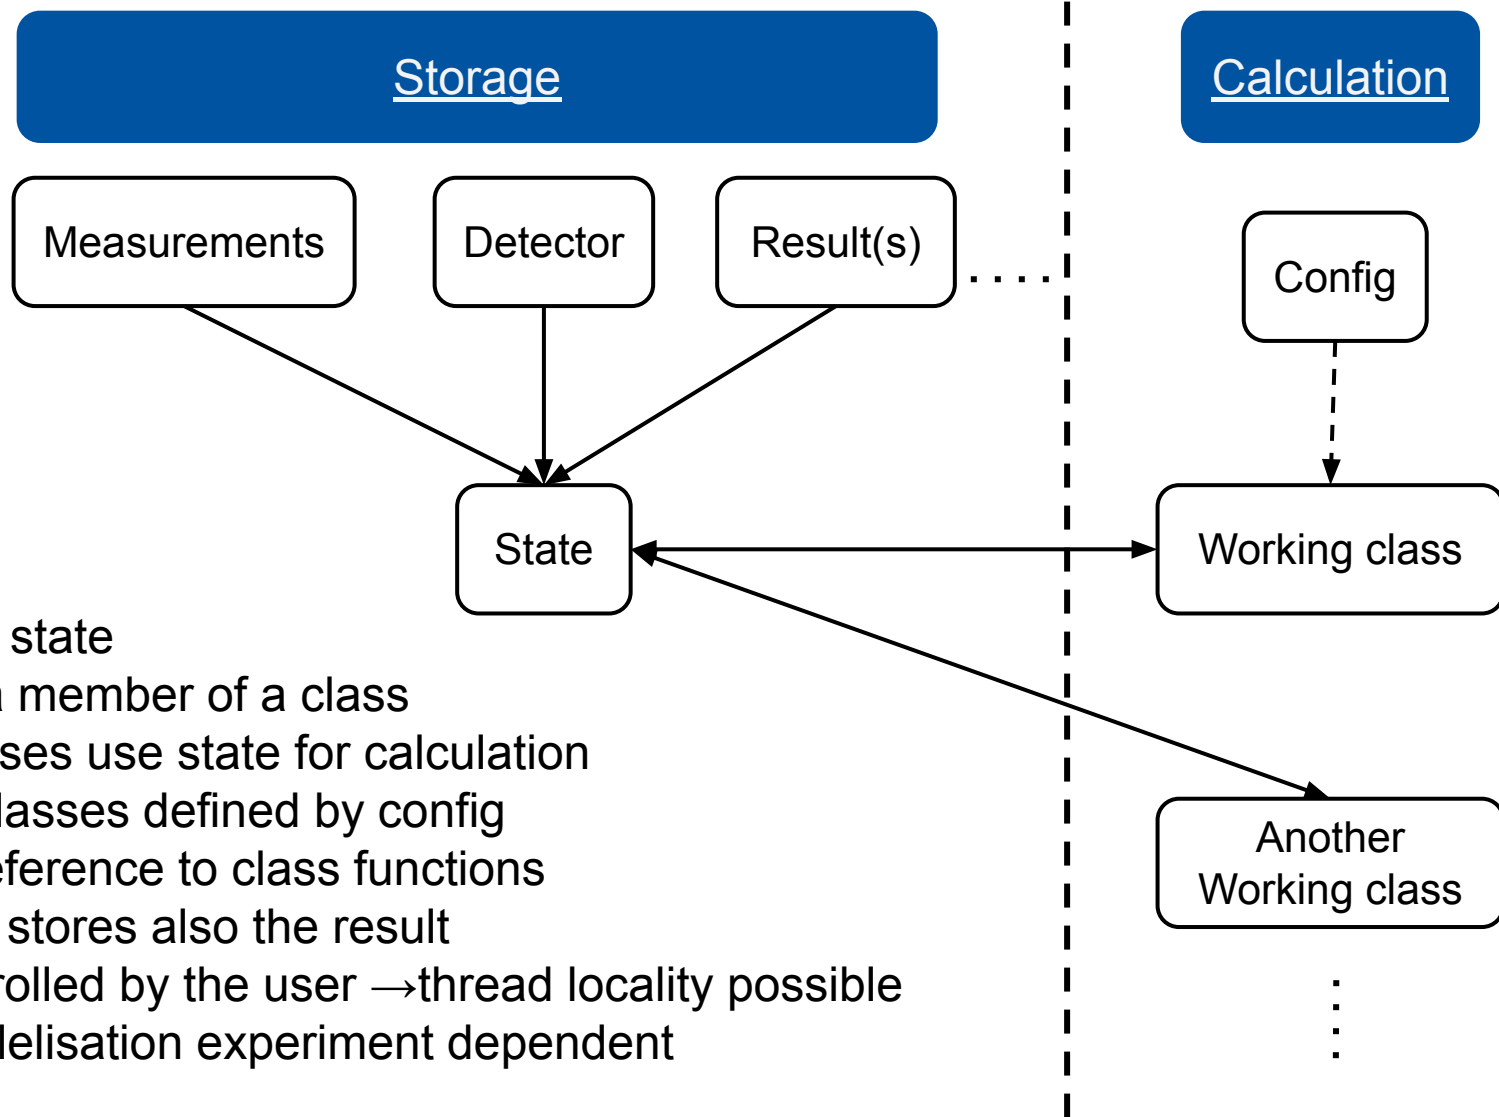 Storage
Calculation
Measurements
Detector
Result(s)
. . . .
Config
State
Working class
state
a member of a class
ses use state for calculation
lasses defined by config
eference to class functions
stores also the result
rolled by the user →thread locality possible
delisation experiment dependent
Another
Working class